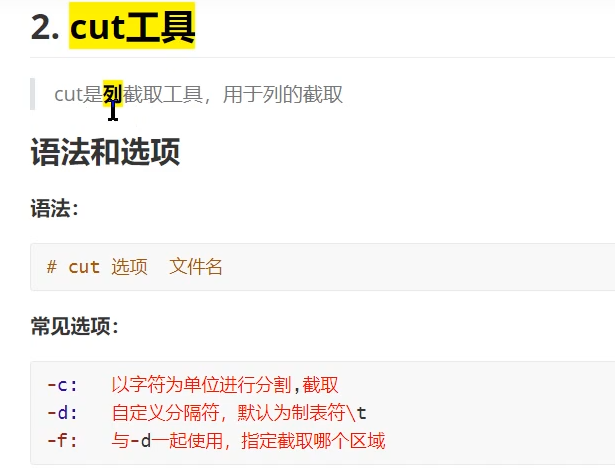 2. cut工具
cut是列截取工具，用于列的截取
语法和选项
语法：
# cut 选项  文件名
常见选项：
-c:   以字符为单位进行分割,截取
-d:   自定义分隔符，默认为制表符\t
-f:   与-d一起使用，指定截取哪个区域